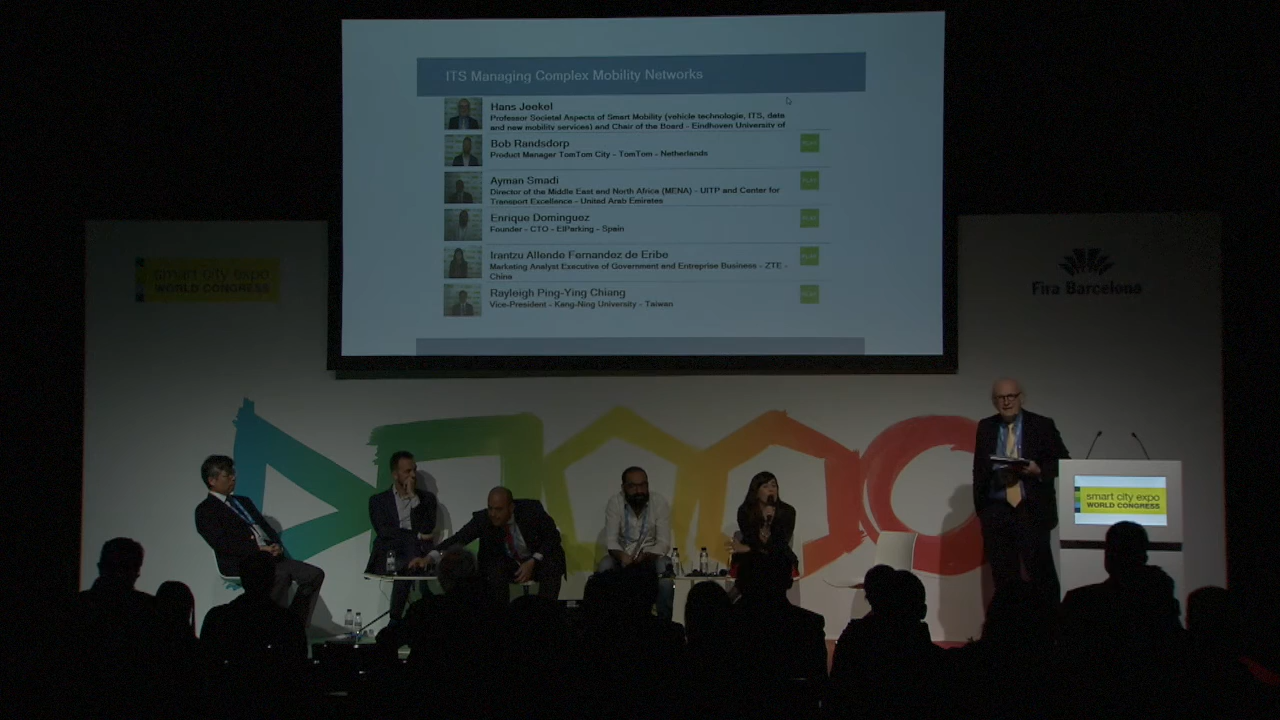 ITS Managing Complex Mobility Networks
Hans Jeekel
Professor Societal Aspects of Smart Mobility (vehicle technologie, ITS, data
and new mobility services) and Chair of the Board - Eindhoven University of
Bob Randsdorp
Product Manager TomTom City - TomTom - Netherlands
Ayman Smadi
Director of the Middle East and North Africa (MENA) - UITP and Center for
Transport Excellence - United Arab Emirates
Enrique Dominguez
Founder - CTO - ElParking - Spain
Irantzu Allende Fernandez de Eribe
Marketing Analyst Executive of Government and Entreprise Business - ZTE -
China
Rayleigh Ping-Ying Chiang
Vice-President - Kang-Ning University - Taiwan
smart city expo
WORLD CONGRESS
Fira Barcelona
smart city expo
WORLD CONGRESS